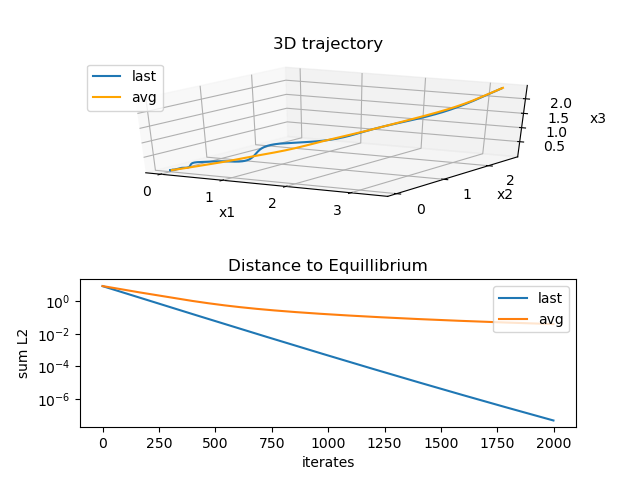 3D trajectory
last
avg
2.0
1.5
1.0
0.5
x3
0
1
2
3
x1
0
1
2
x2
Distance to Equillibrium
last
avg
10^0
10^-2
10^-4
10^-6
sum L2
0 250 500 750 1000 1250 1500 1750 2000
iterates